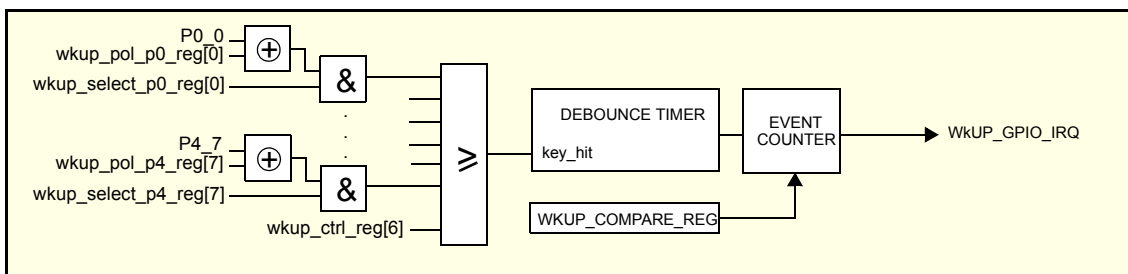 P0_0
wkup_pol_p0_reg[0]
wkup_select_p0_reg[0]
⊕
&
.
.
.
P4_7
wkup_pol_p4_reg[7]
wkup_select_p4_reg[7]
⊕
&
wkup_ctrl_reg[6]
≥
DEBOUNCE TIMER
key_hit
WKUP_COMPARE_REG
EVENT
COUNTER
WkUP_GPIO_IRQ